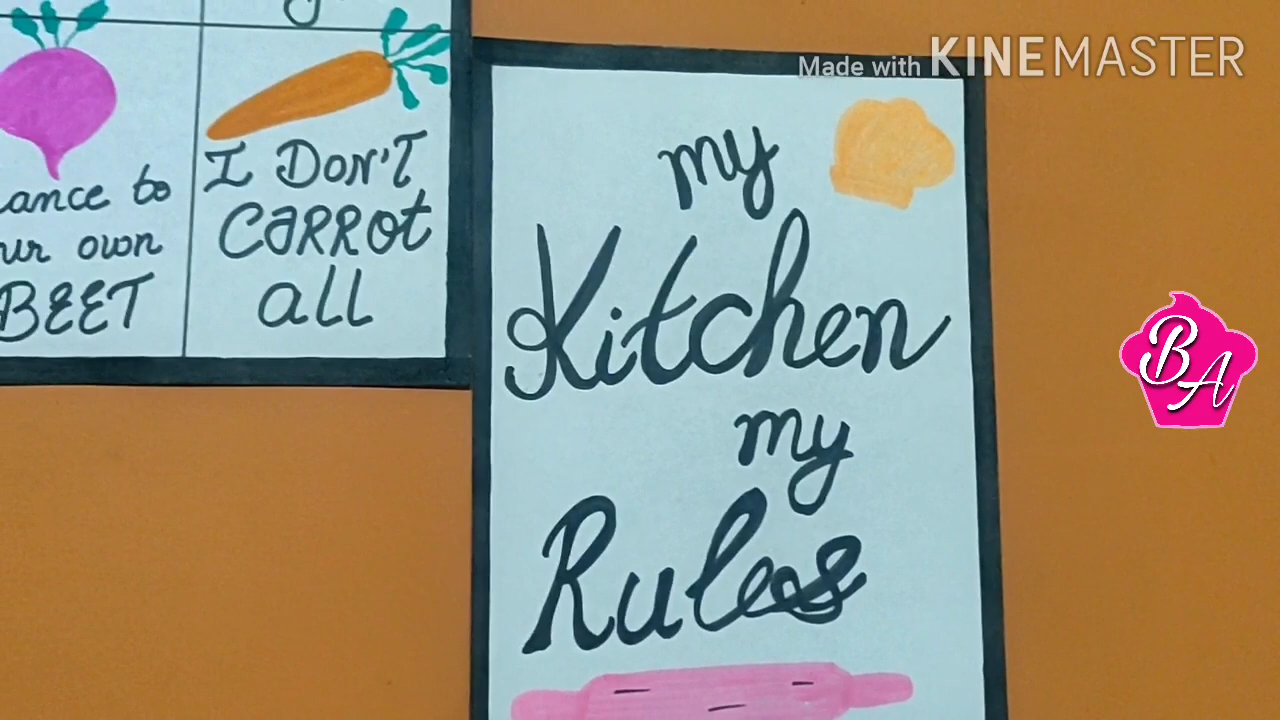 Made with KINEMASTER
ance to
ur own
BEET
I DON'T
CARROt
all
my
Kitchen
my
Rules
BA